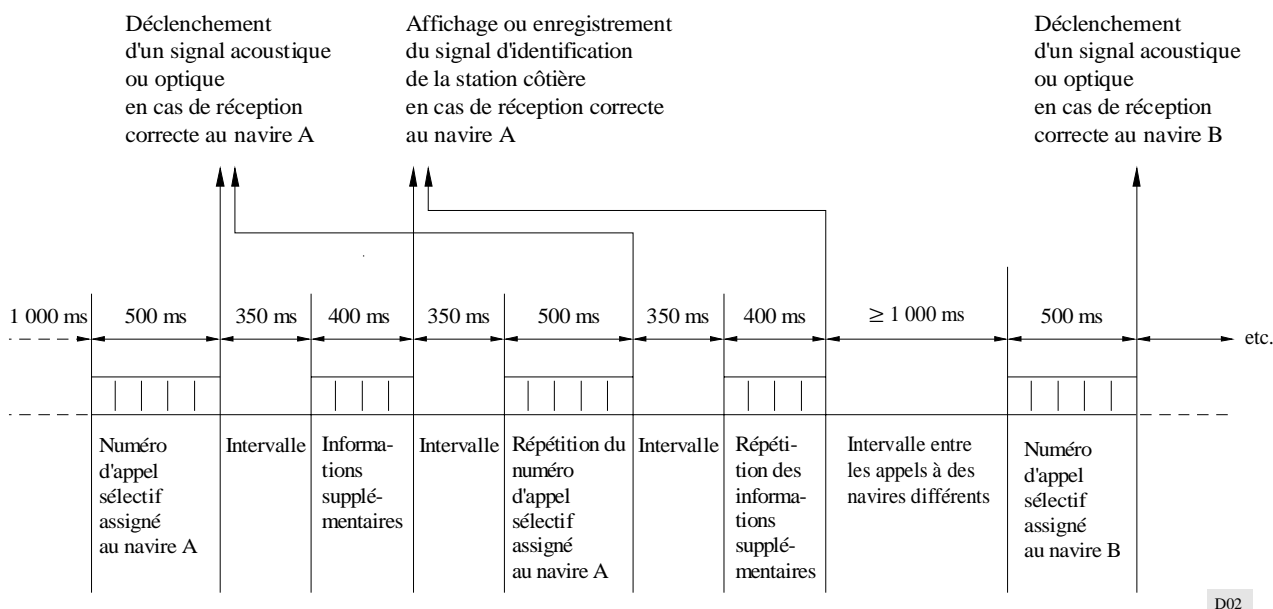 Déclenchement
d'un signal acoustique
ou optique
en cas de réception
correcte au navire A
Affichage ou enregistrement
du signal d'identification
de la station côtière
en cas de réception correcte
au navire A
Déclenchement
d'un signal acoustique
ou optique
en cas de réception
correcte au navire B
1 000 ms
500 ms
350 ms
400 ms
350 ms
500 ms
350 ms
400 ms
≥ 1 000 ms
500 ms
etc.
Numéro
d'appel
sélectif
assigné
au navire A
Intervalle
Informa-
tions
supplé-
mentaires
Intervalle
Répétition du
numéro
d'appel
sélectif
assigné
au navire A
Intervalle
Répéti-
tion des
informa-
tions
supplé-
mentaires
Intervalle entre
les appels à des
navires différents
Numéro
d'appel
sélectif
assigné
au navire B
D02